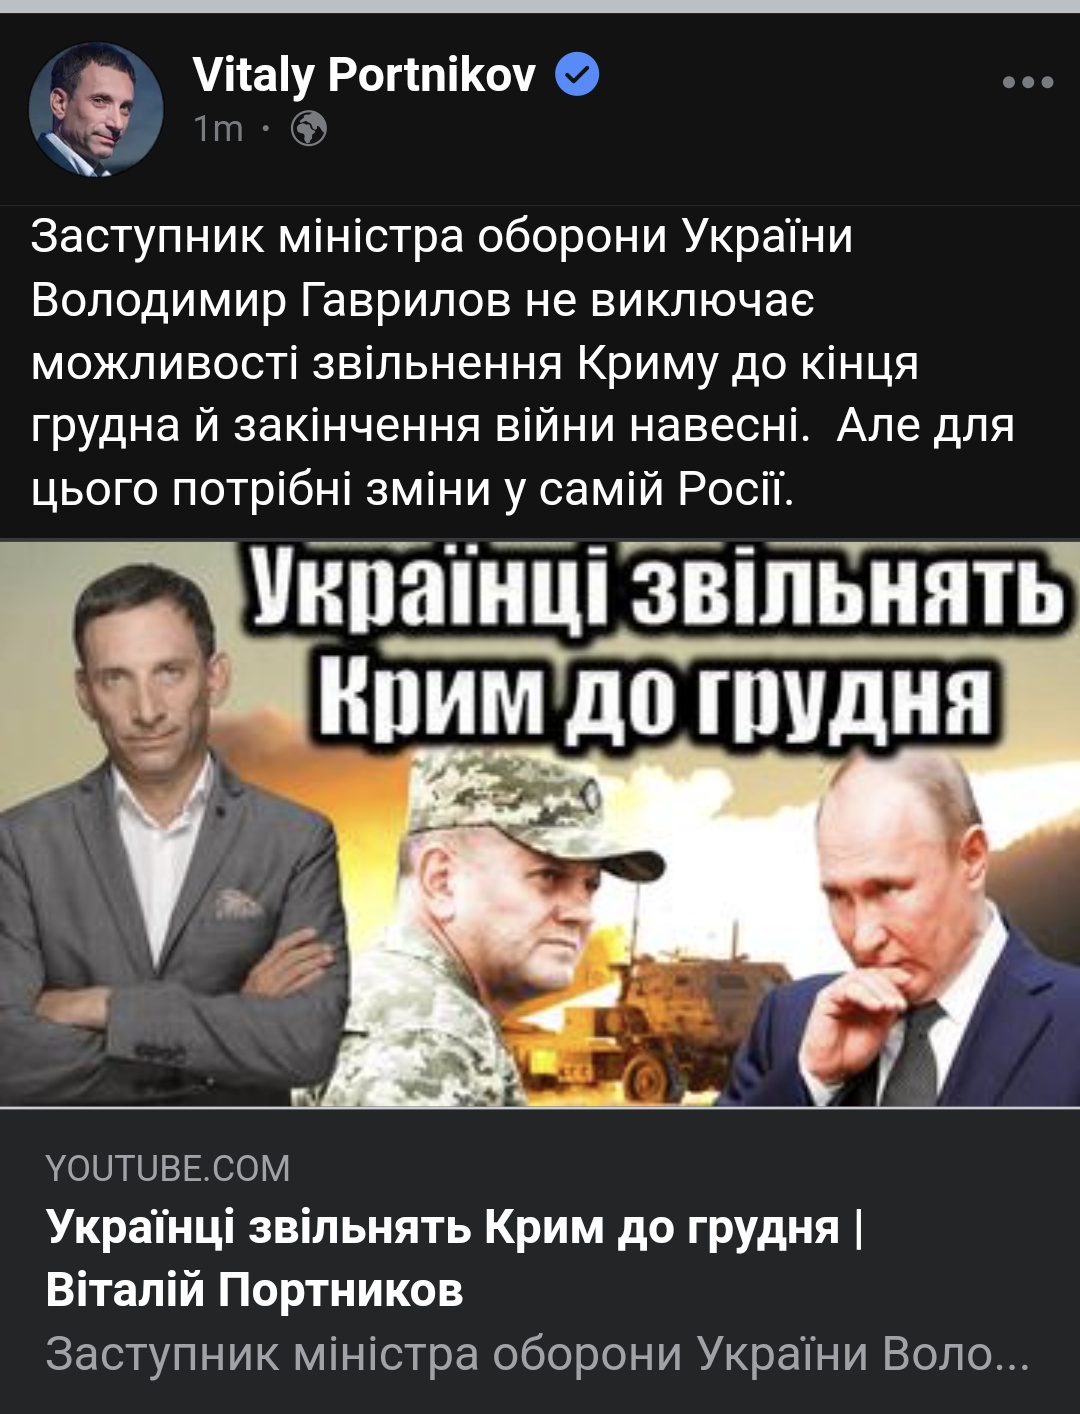 Vitaly Portnikov
1m ·
Заступник міністра оборони України
Володимир Гаврилов не виключає
можливості звільнення Криму до кінця
грудна й закінчення війни навесні.  Але для
цього потрібні зміни у самій Росії.
Українці звільнять
Крим до грудня
YOUTUBE.COM
Українці звільнять Крим до грудня |
Віталій Портников
Заступник міністра оборони України Воло...